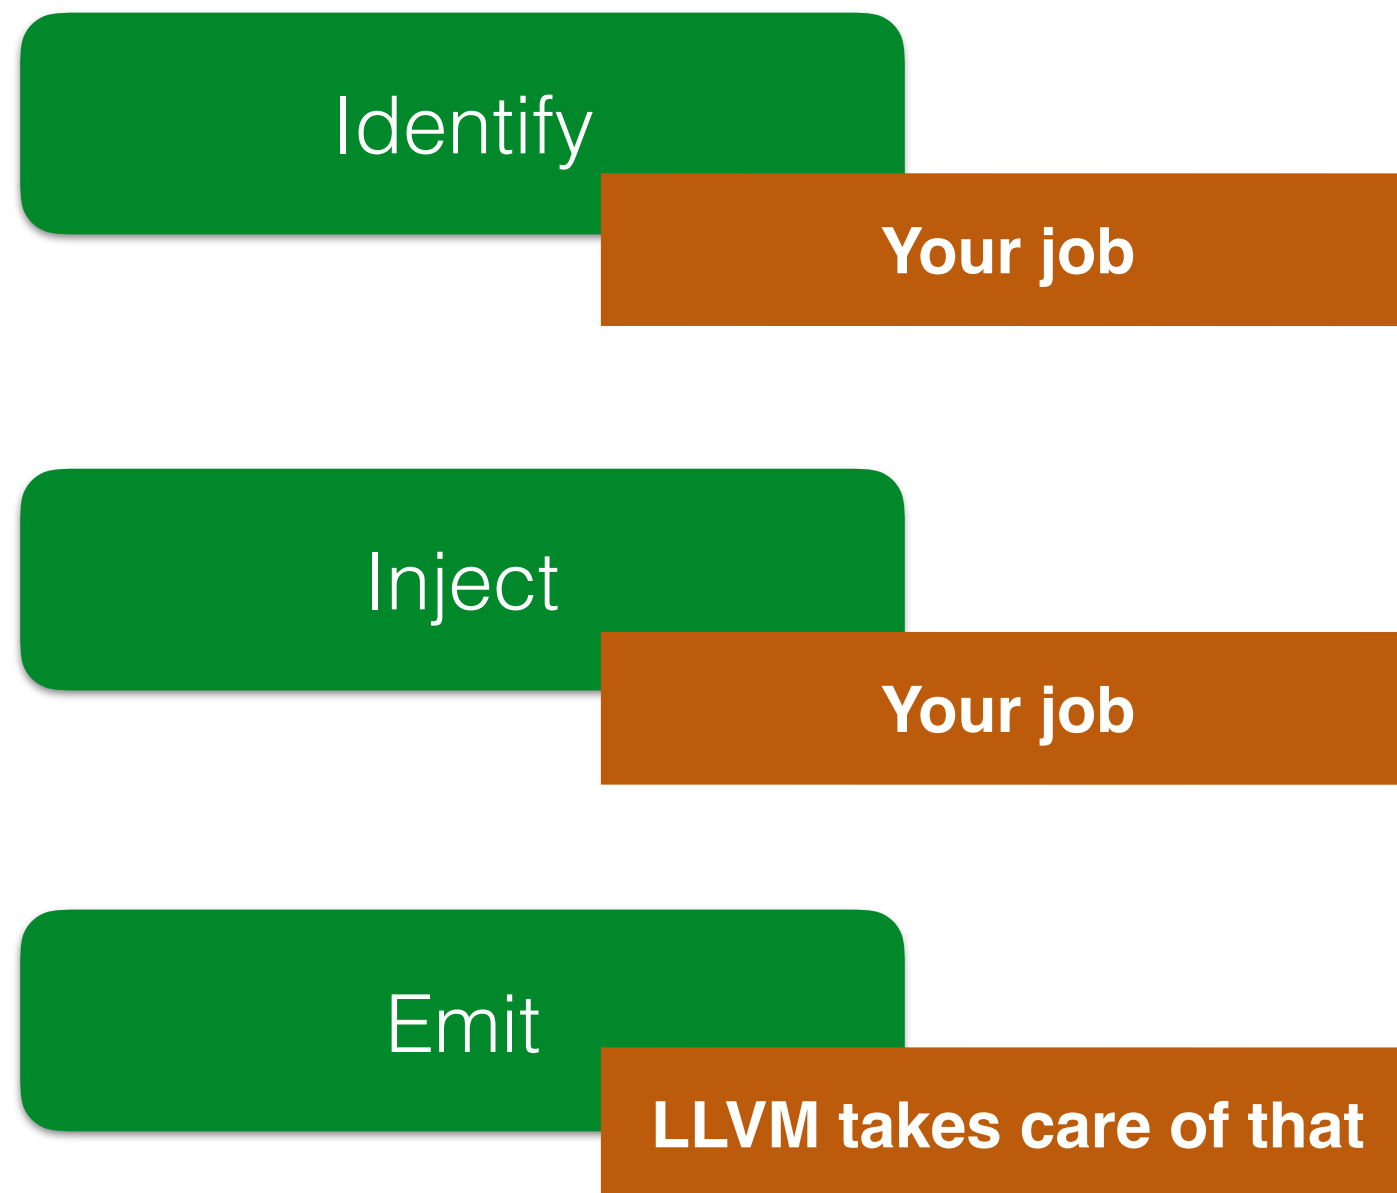 Identify
Your job
Inject
Your job
Emit
LLVM takes care of that